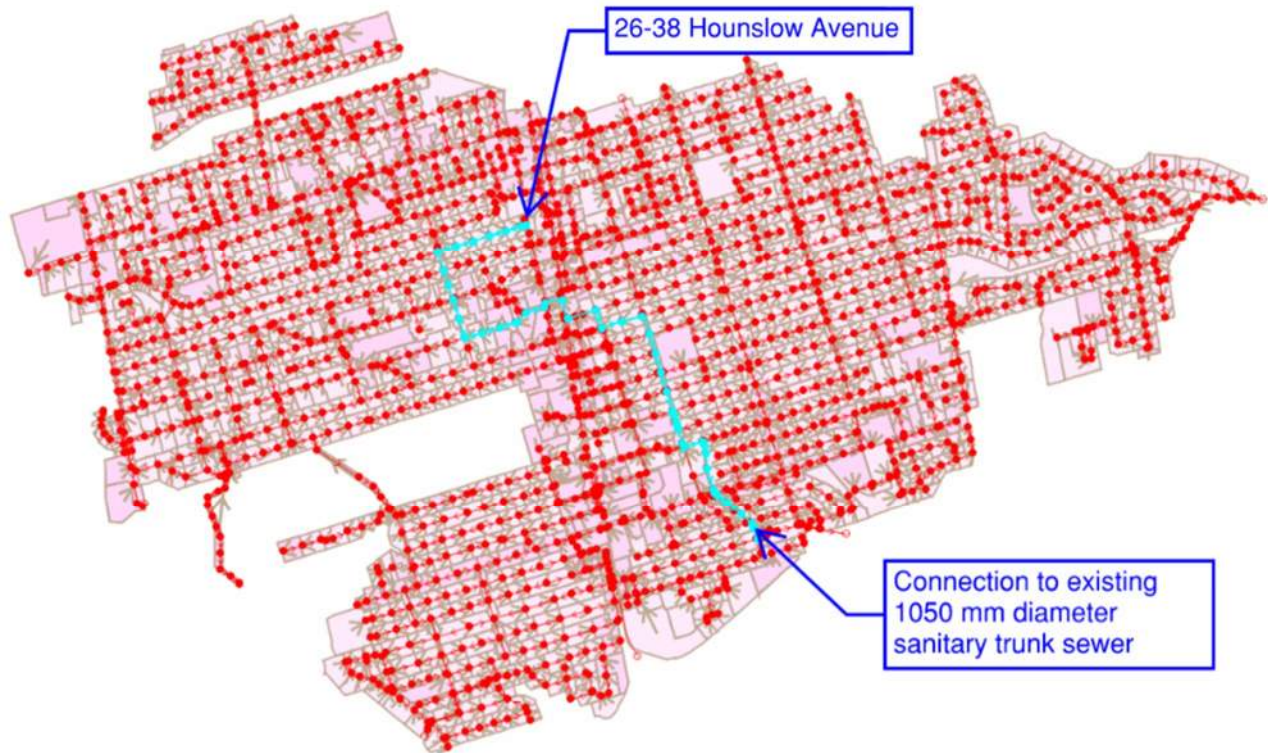 26-38 Hounslow Avenue
Connection to existing
1050 mm diameter
sanitary trunk sewer